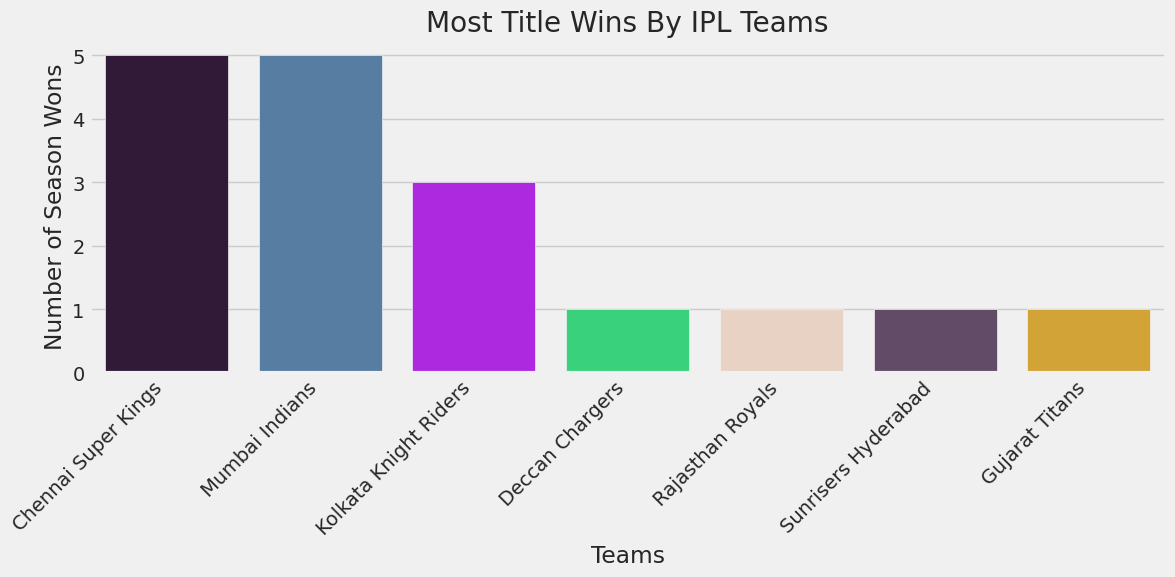 Most Title Wins By IPL Teams
Number of Season Wons
5
4
3
2
1
0
Chennai Super Kings
Mumbai Indians
Kolkata Knight Riders
Deccan Chargers
Rajasthan Royals
Sunrisers Hyderabad
Gujarat Titans
Teams